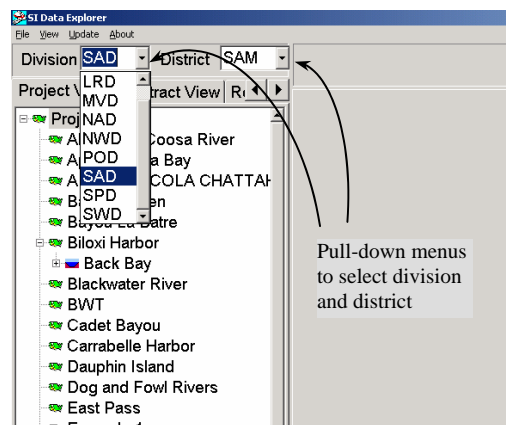 SI Data Explorer
File View Update About
Division SAD District SAM
Project tract View
LRD
MVD
NAD
NWD
POD
SAD
SPD
SWD
Coosa River
a Bay
COLA CHATTAH
en
Bayou La Batre
Biloxi Harbor
Back Bay
Blackwater River
BWT
Cadet Bayou
Carrabelle Harbor
Dauphin Island
Dog and Fowl Rivers
East Pass
Pull-down menus
to select division
and district